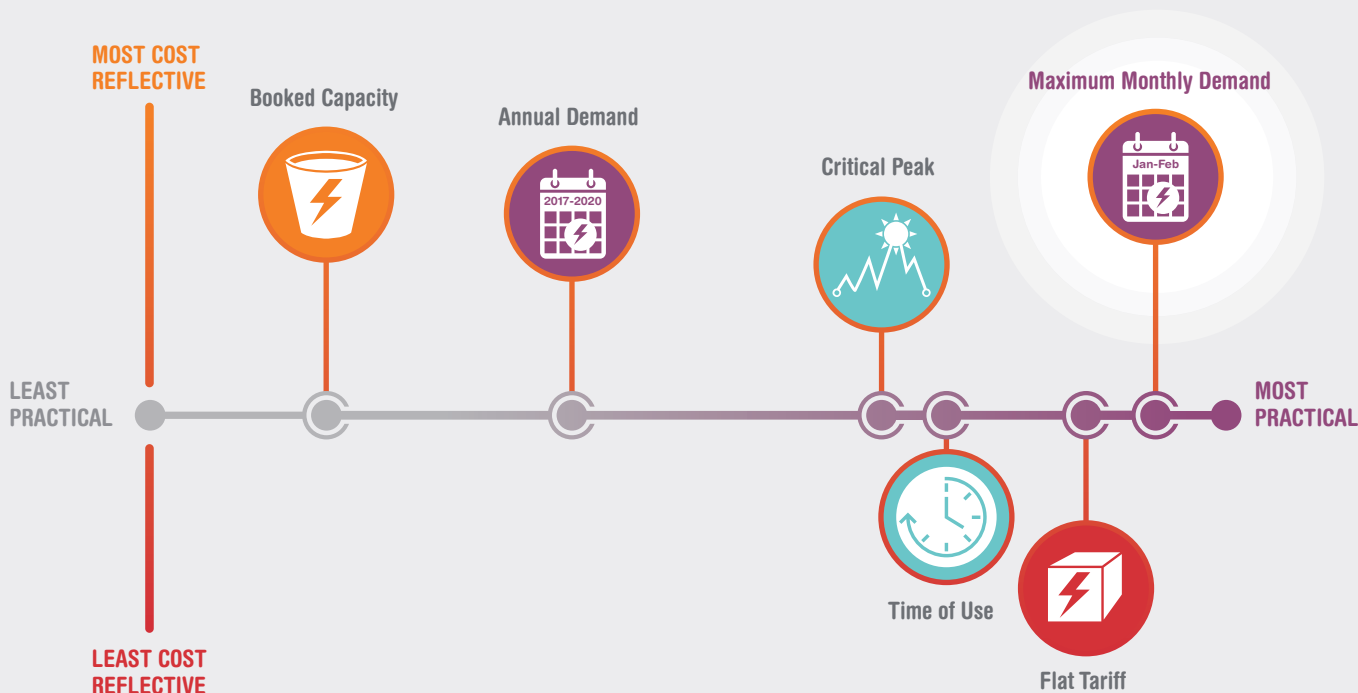 MOST COST
REFLECTIVE
Booked Capacity
Annual Demand
2017-2020
Critical Peak
Maximum Monthly Demand
Jan-Feb
LEAST
PRACTICAL
MOST
PRACTICAL
Time of Use
Flat Tariff
LEAST COST
REFLECTIVE